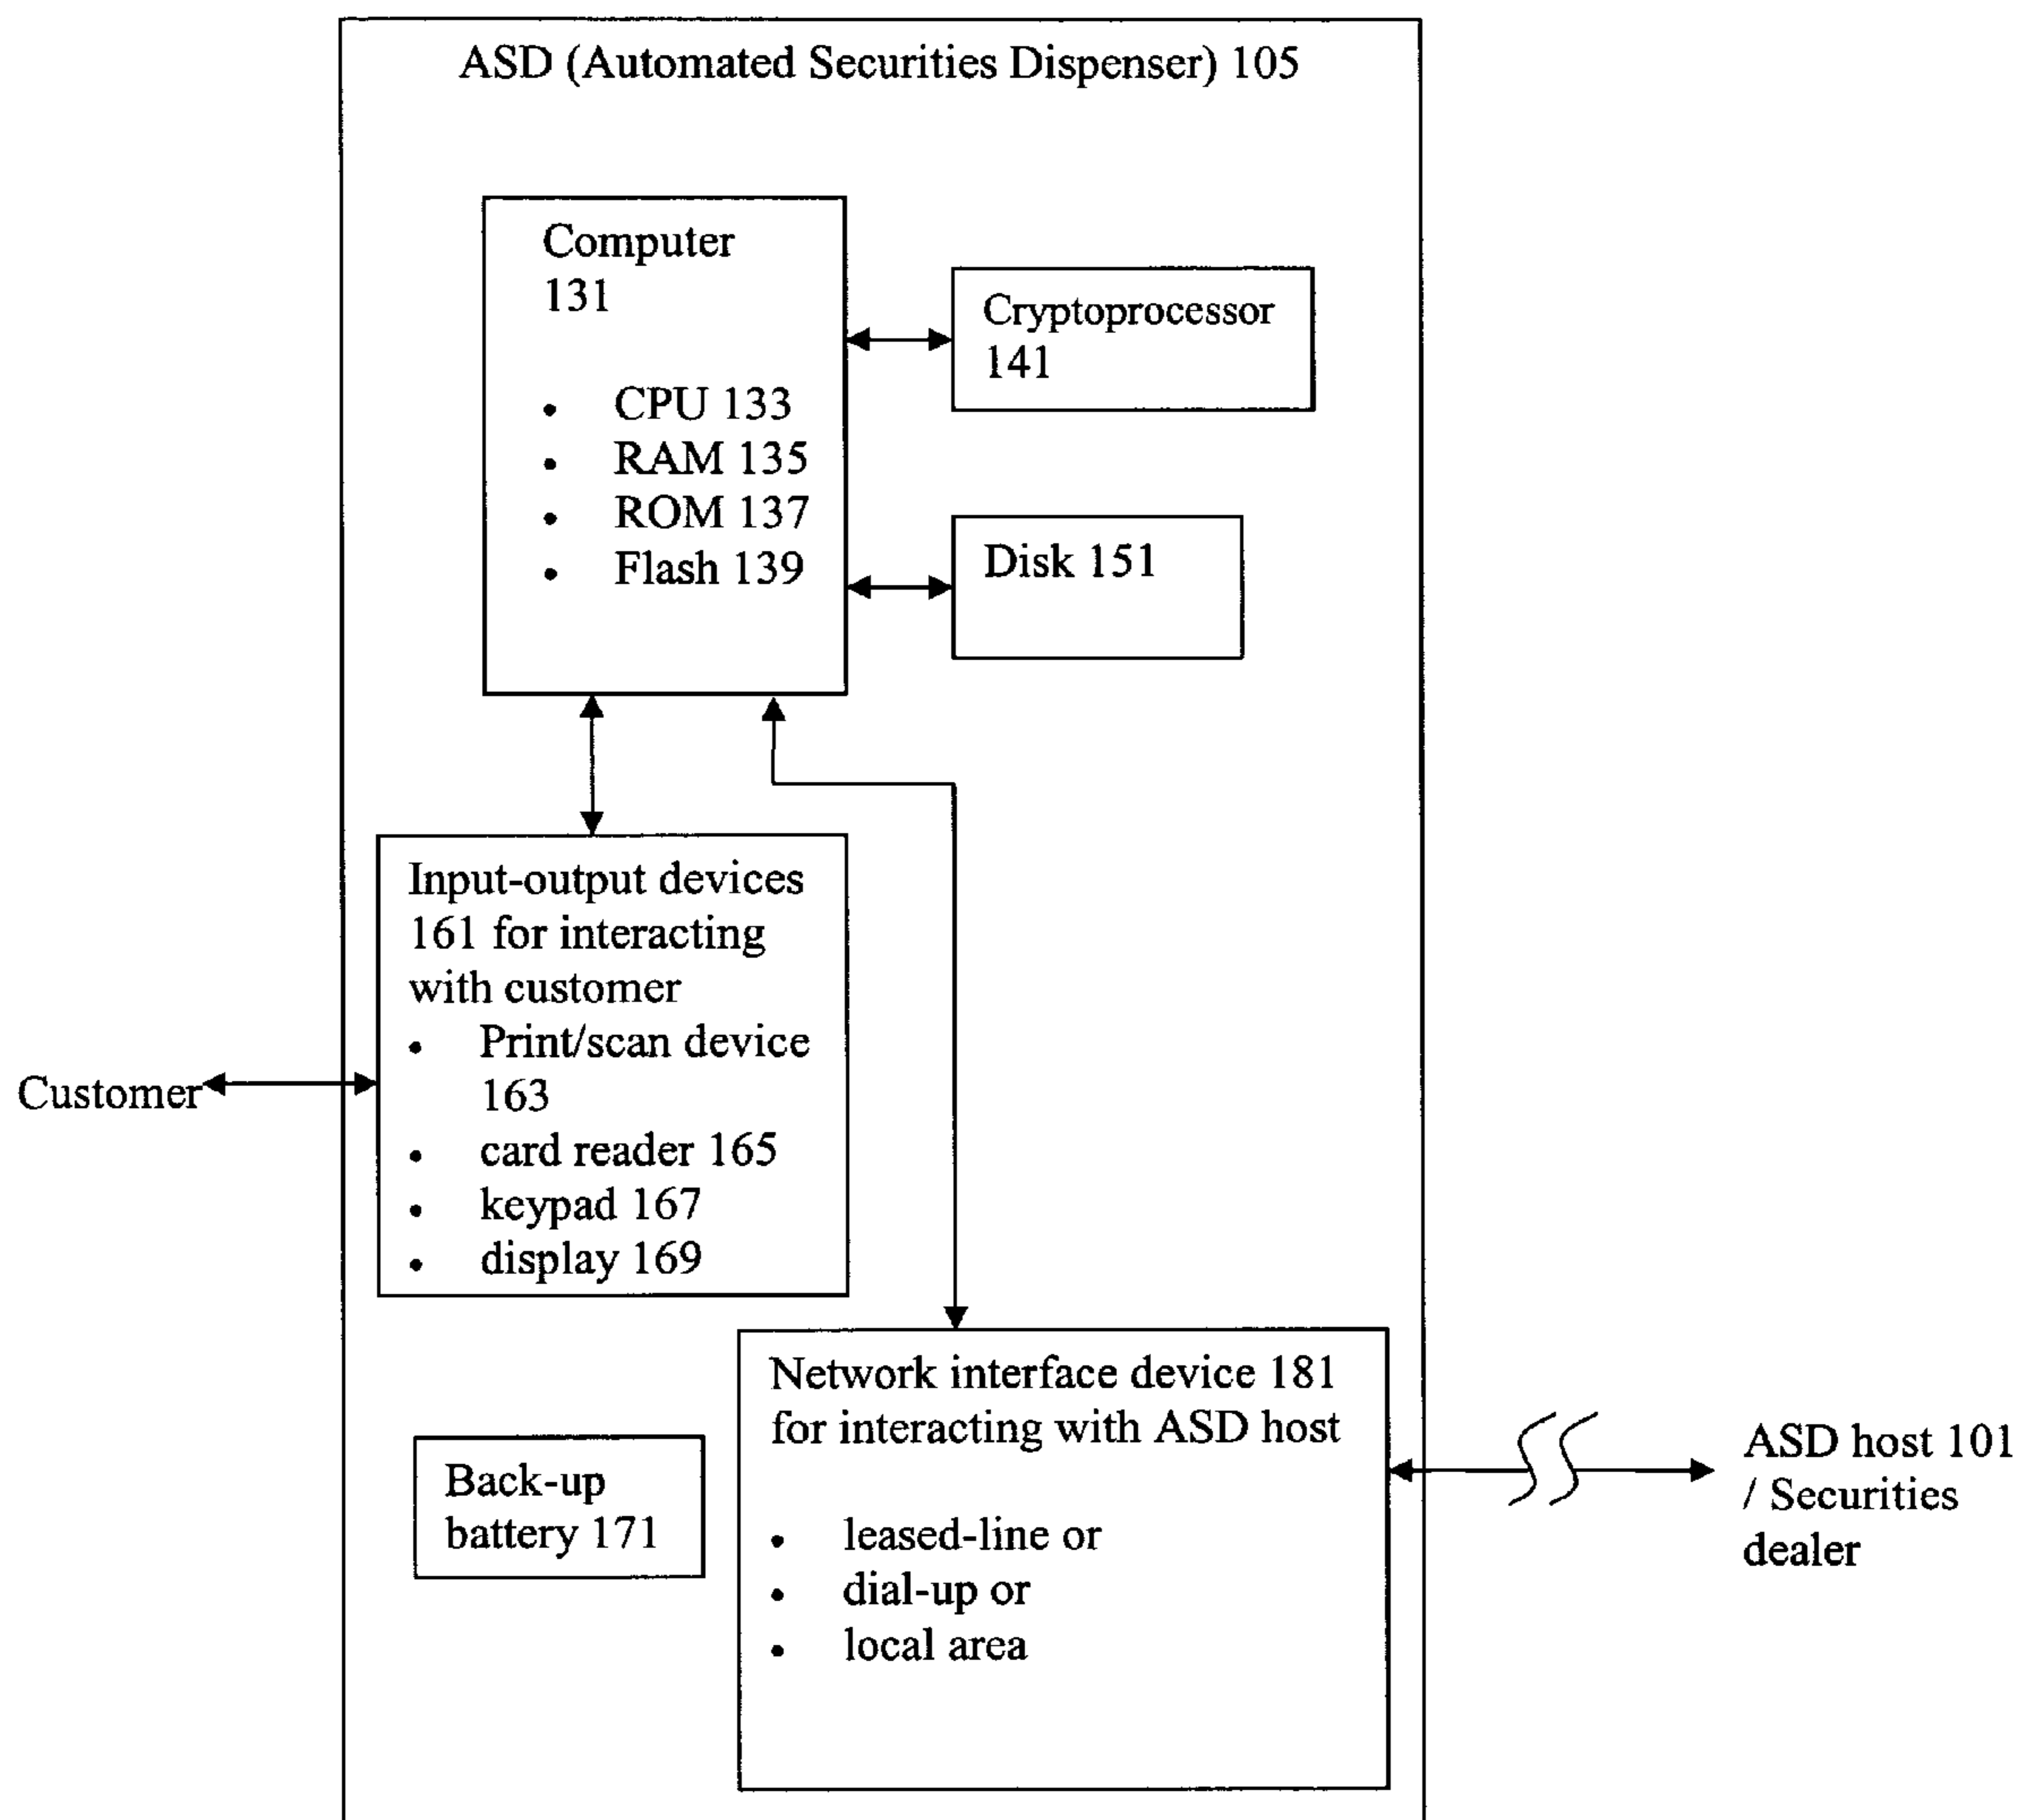 ASD (Automated Securities Dispenser) 105
Computer
131
• CPU 133
• RAM 135
• ROM 137
• Flash 139
Cryptoprocessor
141
Disk 151
Input-output devices
161 for interacting
with customer
• Print/scan device
163
• card reader 165
• keypad 167
• display 169
Customer
Network interface device 181
for interacting with ASD host
• leased-line or
• dial-up or
• local area
Back-up
battery 171
ASD host 101
/ Securities
dealer